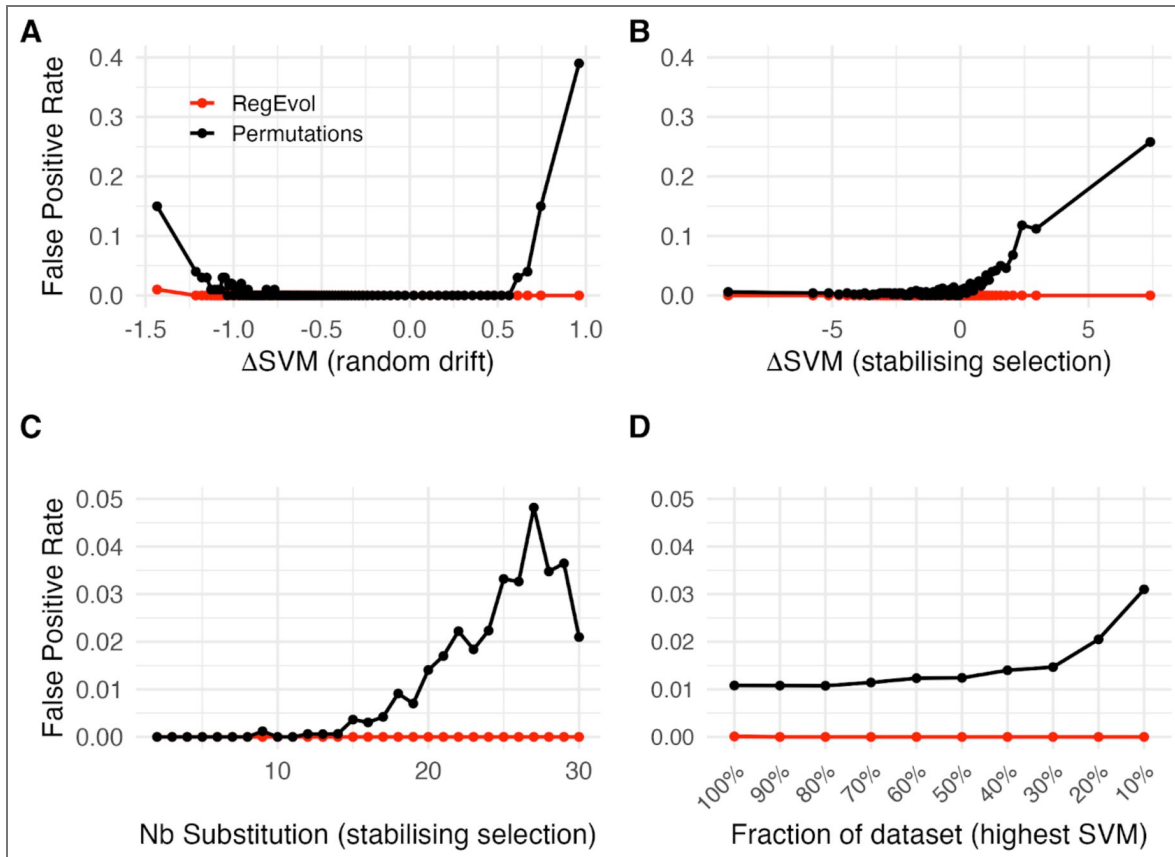 A
0.4
0.3
0.2
0.1
0.0
False Positive Rate
RegEvol
Permutations
-1.5 -1.0 -0.5 0.0 0.5 1.0
ΔSVM (random drift)
B
0.4
0.3
0.2
0.1
0.0
-5 0 5
ΔSVM (stabilising selection)
C
0.05
0.04
0.03
0.02
0.01
0.00
False Positive Rate
10 20 30
Nb Substitution (stabilising selection)
D
0.05
0.04
0.03
0.02
0.01
0.00
100% 90% 80% 70% 60% 50% 40% 30% 20% 10%
Fraction of dataset (highest SVM)